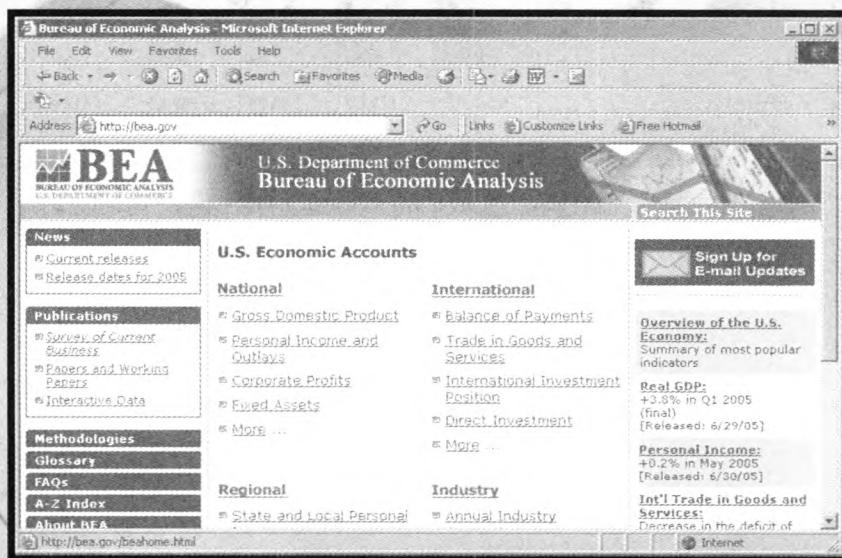 Bureau of Economic Analysis - Microsoft Internet Explorer
File Edit View Favorites Tools Help
Back Search Favorites Media
Address http://bea.gov Go Links Customize Links Free Hotmail
BEA
BUREAU OF ECONOMIC ANALYSIS
U.S. DEPARTMENT OF COMMERCE
U.S. Department of Commerce
Bureau of Economic Analysis
Search This Site
News
Current releases
Release dates for 2005
Publications
Survey of Current
Business
Papers and Working
Papers
Interactive Data
Methodologies
Glossary
FAQs
A-Z Index
About BEA
U.S. Economic Accounts
National
Gross Domestic Product
Personal Income and
Outlays
Corporate Profits
Fixed Assets
More ...
International
Balance of Payments
Trade in Goods and
Services
International Investment
Position
Direct Investment
More ...
Regional
State and Local Personal
Industry
Annual Industry
Sign Up for
E-mail Updates
Overview of the U.S.
Economy:
Summary of most popular
indicators
Real GDP:
+3.8% in Q1 2005
(final)
[Released: 6/29/05]
Personal Income:
+0.2% in May 2005
[Released: 6/30/05]
Int'l Trade in Goods and
Services:
Decrease in the deficit of
http://bea.gov/beahome.html Internet